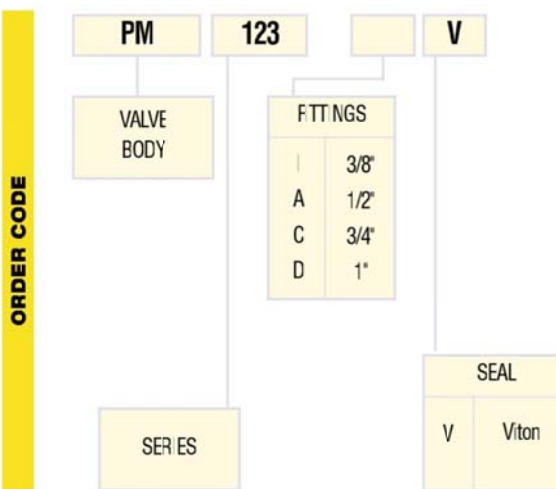 ORDER CODE
PM 123 V
VALVE
BODY
FITTINGS
I 3/8"
A 1/2"
C 3/4"
D 1"
SERIES
SEAL
V Viton